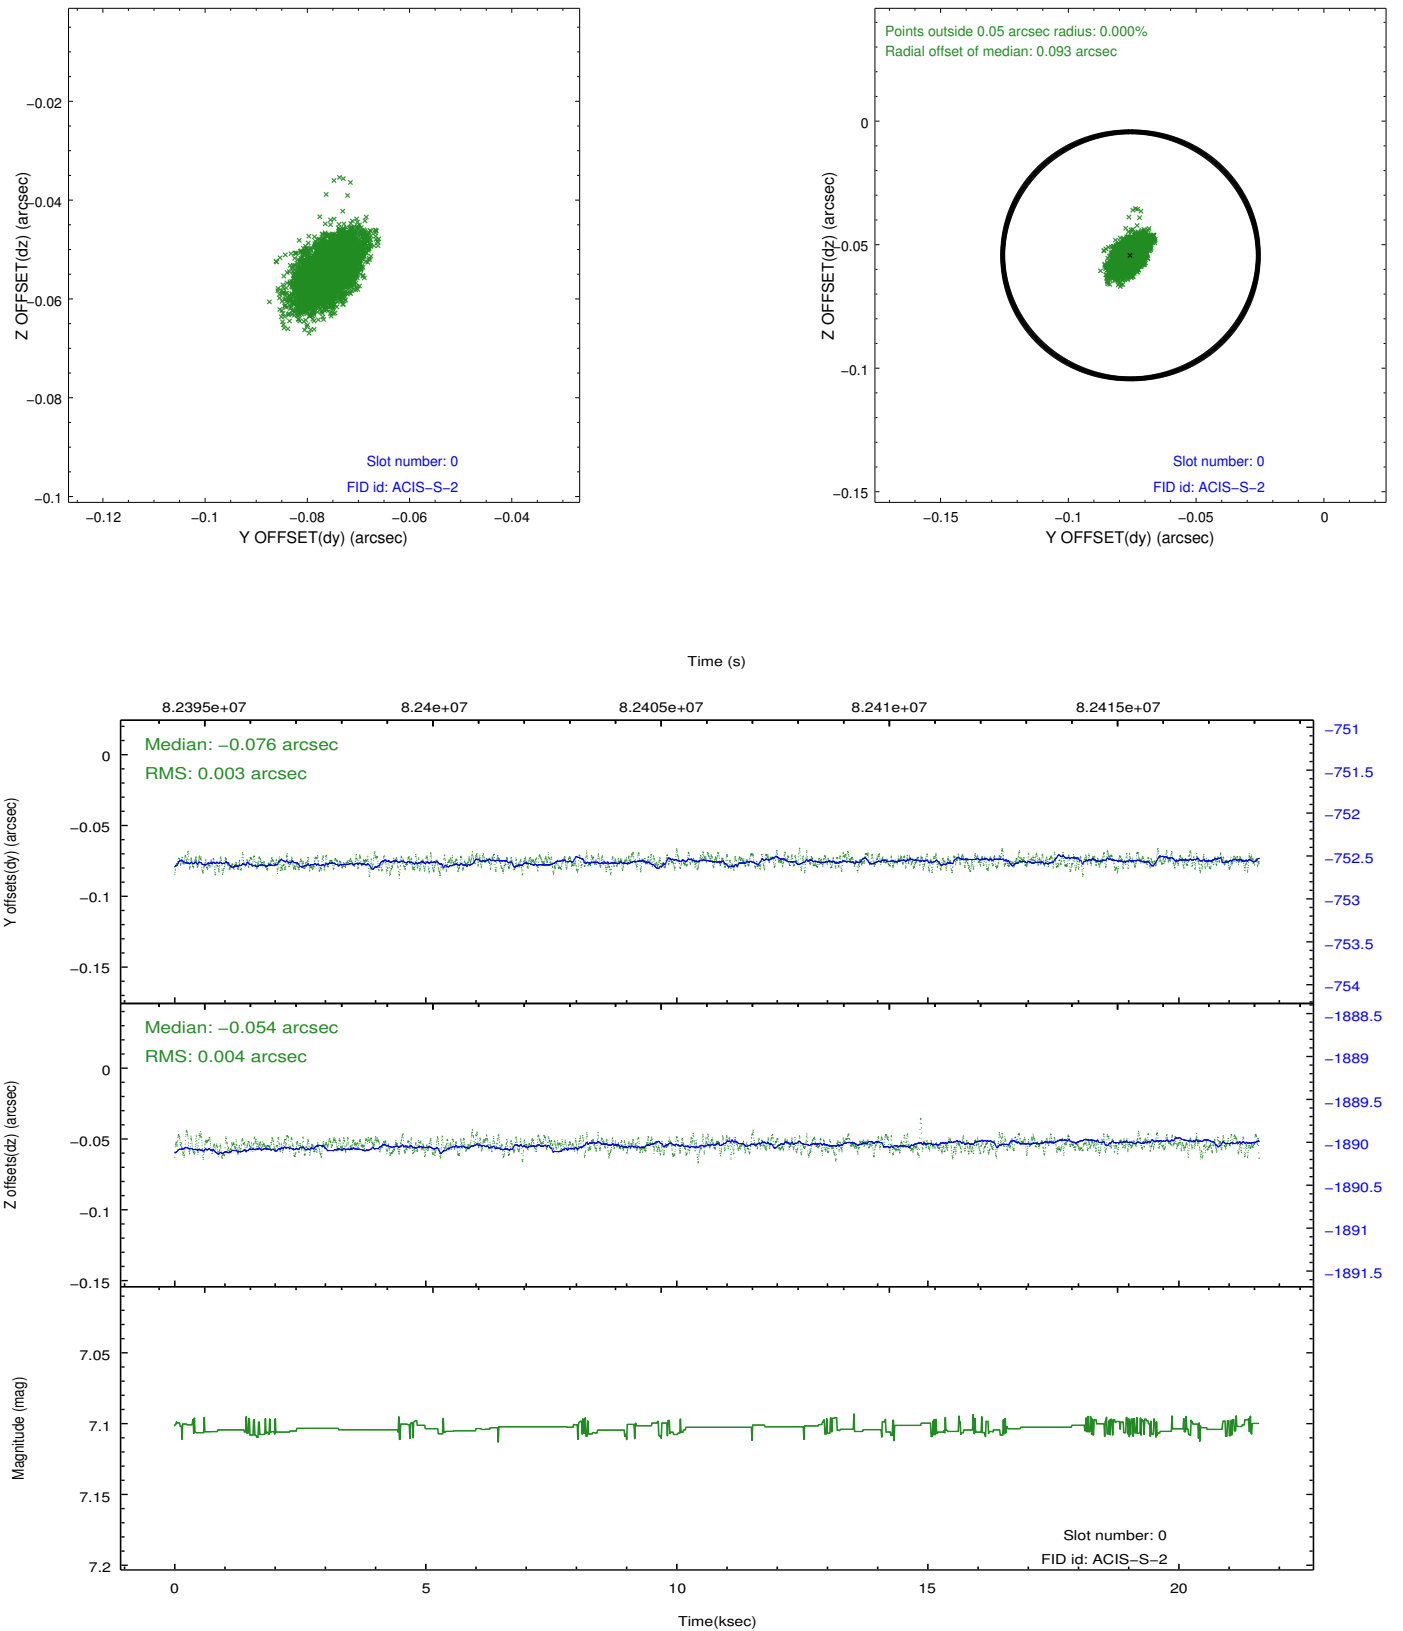 −0.02
−0.04
−0.06
−0.08
−0.1
Z OFFSET(dz) (arcsec)
Slot number: 0
FID id: ACIS−S−2
−0.12
−0.1
−0.08
−0.06
−0.04
Y OFFSET(dy) (arcsec)
Points outside 0.05 arcsec radius: 0.000%
Radial offset of median: 0.093 arcsec
0
−0.05
−0.1
−0.15
Z OFFSET(dz) (arcsec)
Slot number: 0
FID id: ACIS−S−2
−0.15
−0.1
−0.05
0
Y OFFSET(dy) (arcsec)
Time (s)
8.2395e+07
8.24e+07
8.2405e+07
8.241e+07
8.2415e+07
Median: −0.076 arcsec
RMS: 0.003 arcsec
0
−0.05
−0.1
−0.15
Y offsets(dy) (arcsec)
−751
−751.5
−752
−752.5
−753
−753.5
−754
Median: −0.054 arcsec
RMS: 0.004 arcsec
0
−0.05
−0.1
−0.15
Z offsets(dz) (arcsec)
−1888.5
−1889
−1889.5
−1890
−1890.5
−1891
−1891.5
7.05
7.1
7.15
7.2
Magnitude (mag)
Slot number: 0
FID id: ACIS−S−2
0
5
10
15
20
Time(ksec)